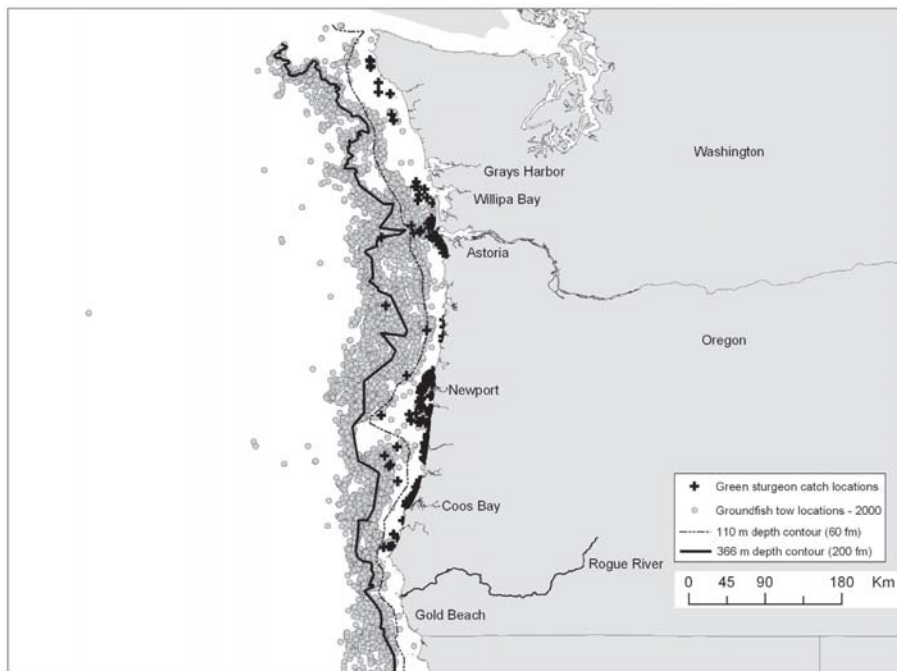 Washington
Grays Harbor
Willipa Bay
Astoria
Oregon
Newport
Coos Bay
Rogue River
Gold Beach
Green sturgeon catch locations
Groundfish tow locations - 2000
110 m depth contour (60 fm)
366 m depth contour (200 fm)
0 45 90 180 Km